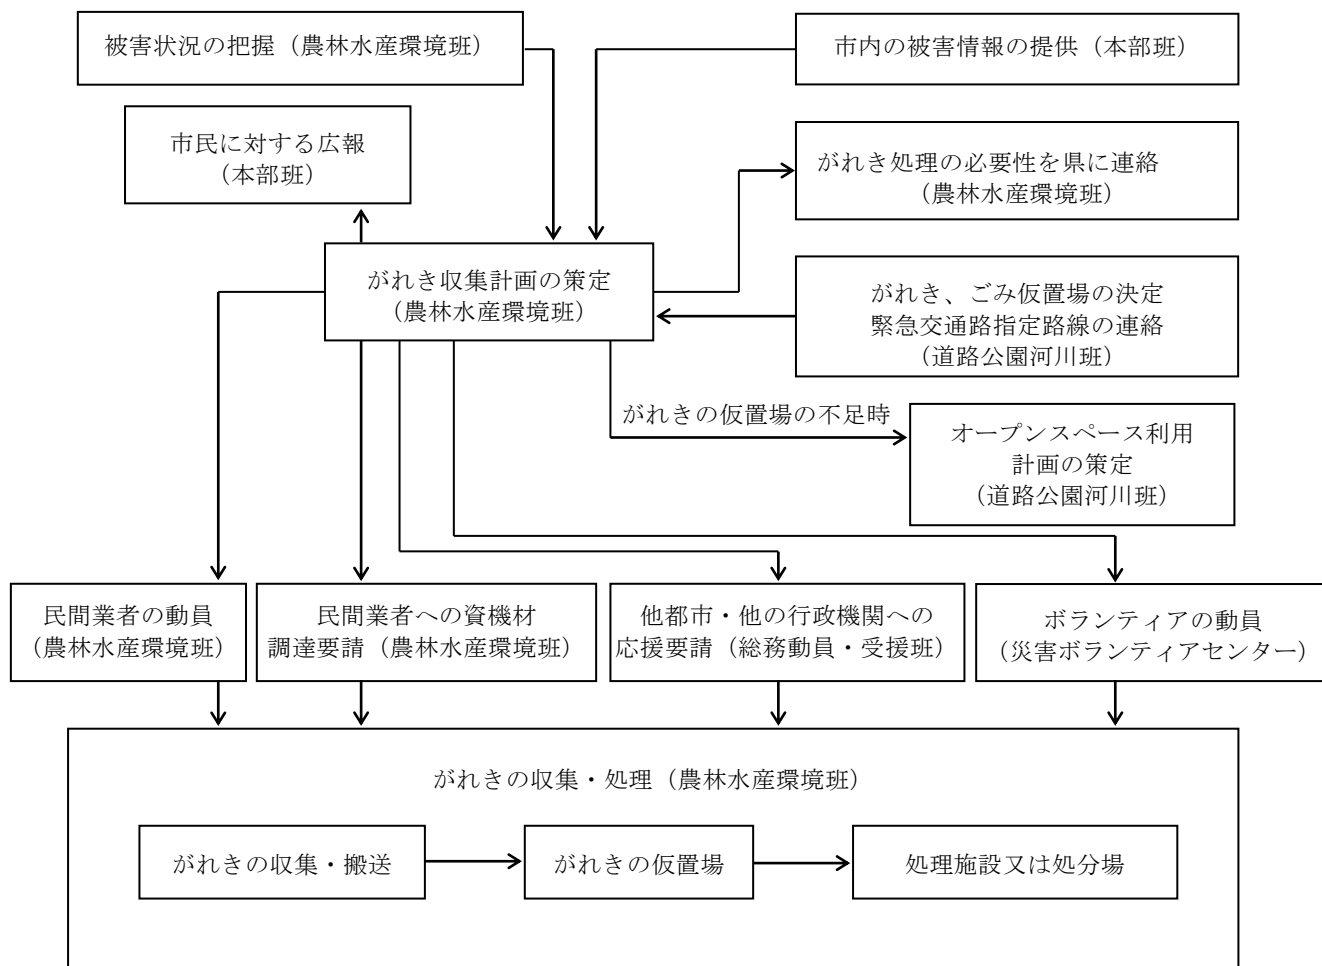 被害状況の把握（農林水産環境班）
市内の被害情報の提供（本部班）
市民に対する広報
（本部班）
がれき処理の必要性を県に連絡
（農林水産環境班）
がれき収集計画の策定
（農林水産環境班）
がれき、ごみ仮置場の決定
緊急交通路指定路線の連絡
（道路公園河川班）
がれきの仮置場の不足時
オープンスペース利用
計画の策定
（道路公園河川班）
民間業者の動員
（農林水産環境班）
民間業者への資機材
調達要請（農林水産環境班）
他都市・他の行政機関への
応援要請（総務動員・受援班）
ボランティアの動員
（災害ボランティアセンター）
がれきの収集・処理（農林水産環境班）
がれきの収集・搬送
がれきの仮置場
処理施設又は処分場